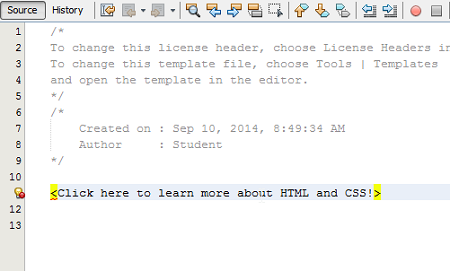 Source History
1 /*
2 To change this license header, choose License Headers in
3 To change this template file, choose Tools | Templates
4 and open the template in the editor.
5 */
6 /*
7 Created on : Sep 10, 2014, 8:49:34 AM
8 Author : Student
9 */
10
<Click here to learn more about HTML and CSS!>
12
13